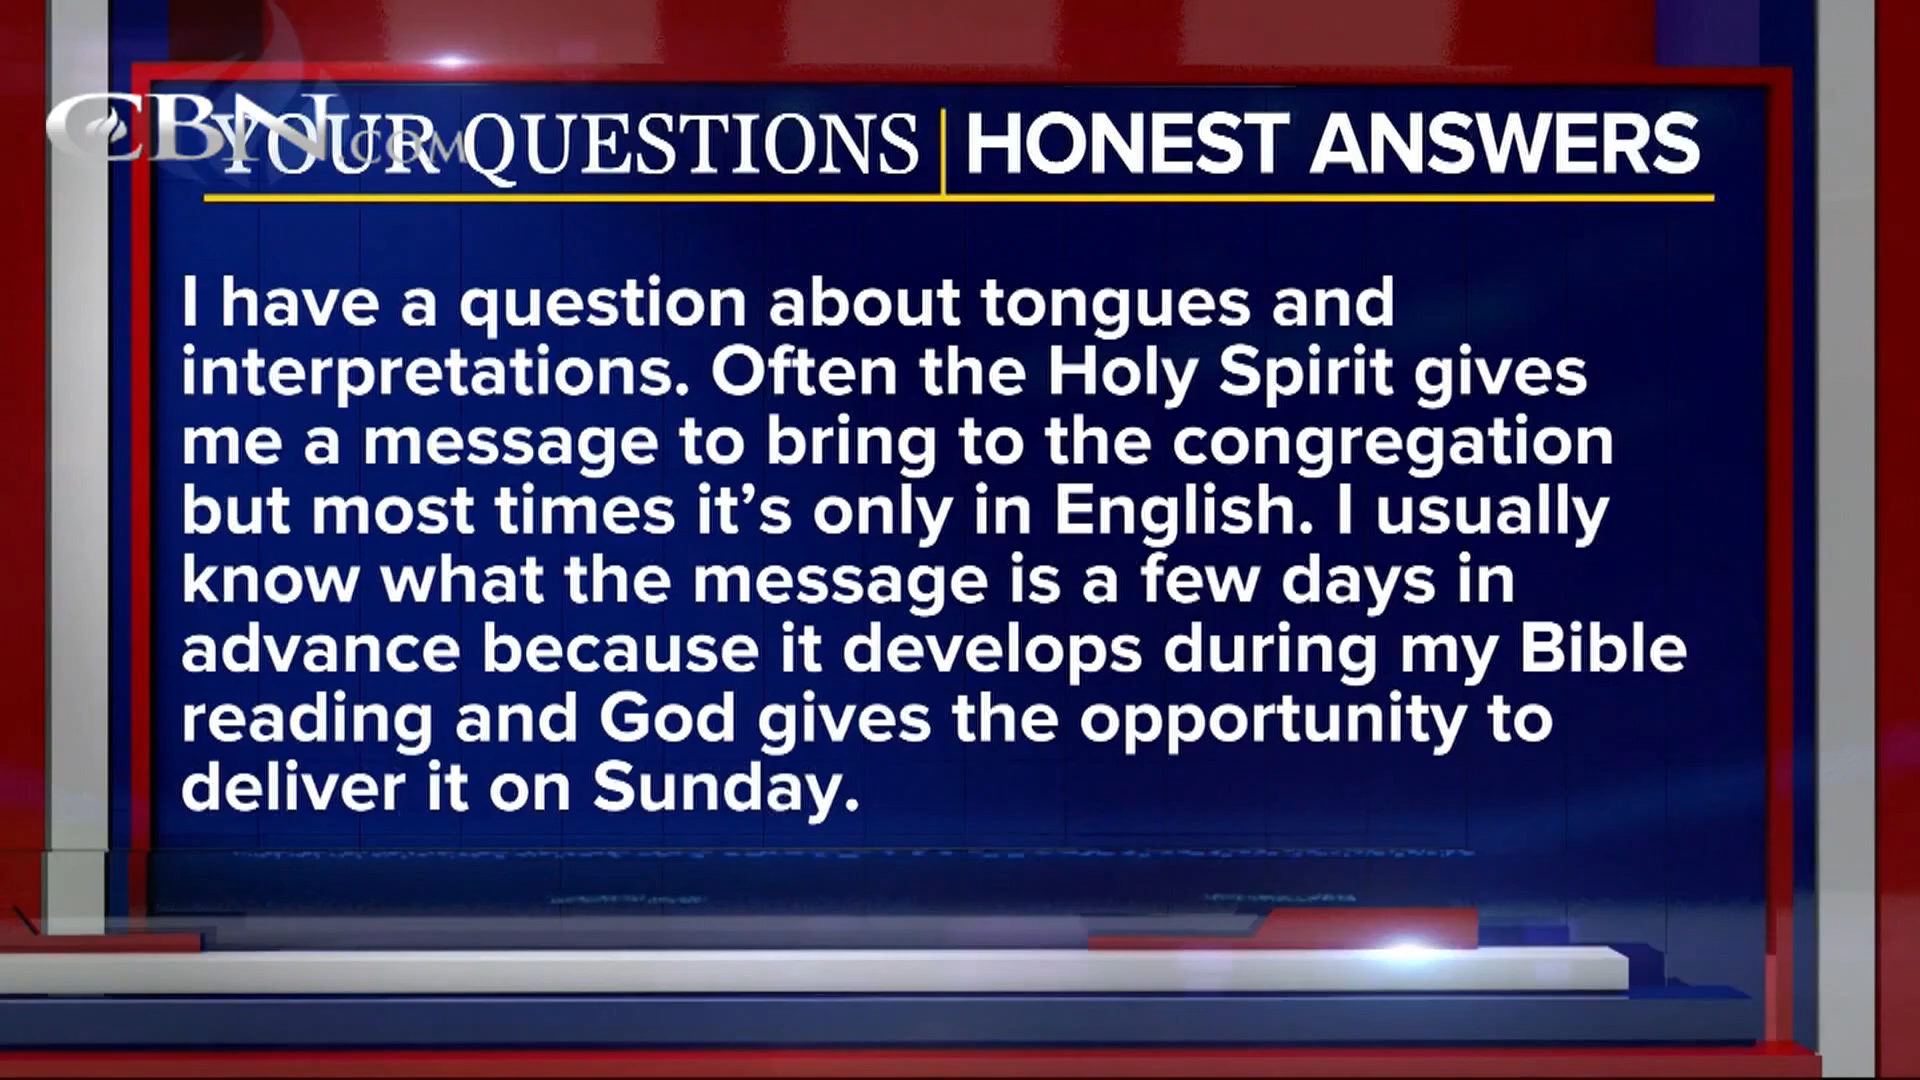 CBN.COM
YOUR QUESTIONS HONEST ANSWERS
I have a question about tongues and
interpretations. Often the Holy Spirit gives
me a message to bring to the congregation
but most times it’s only in English. I usually
know what the message is a few days in
advance because it develops during my Bible
reading and God gives the opportunity to
deliver it on Sunday.